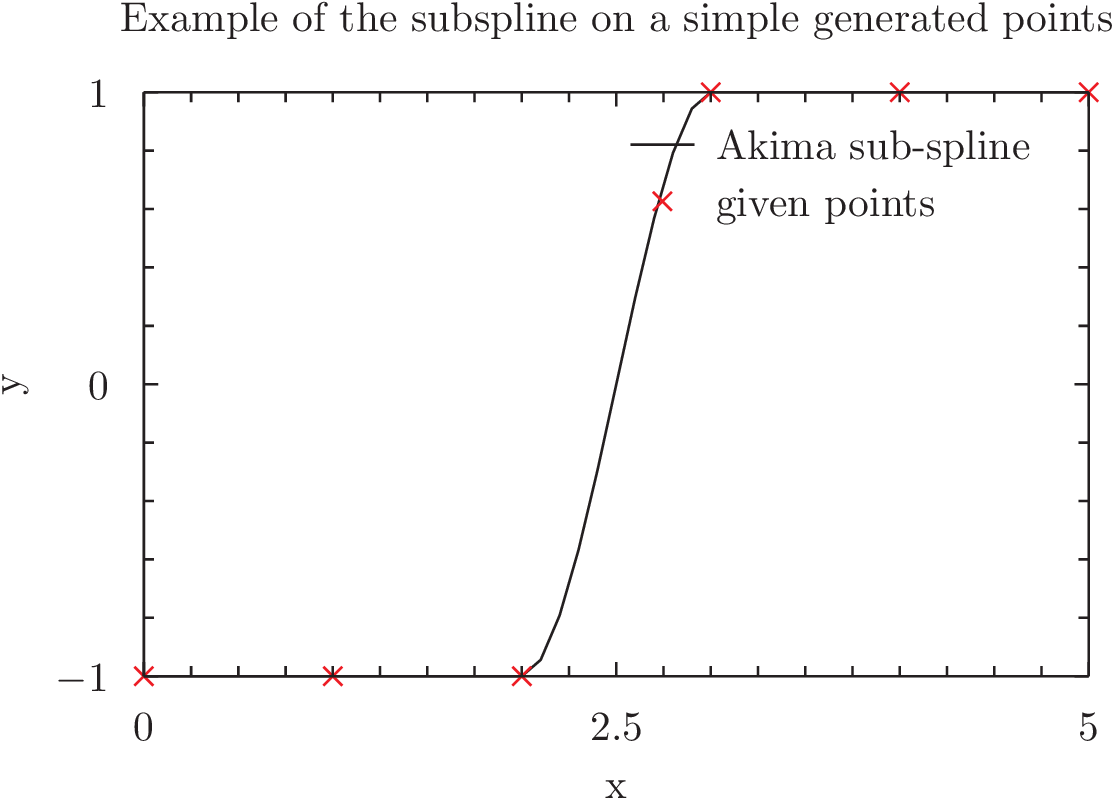 Example of the subspline on a simple generated points
1
Akima sub-spline
given points
y
0
−1
0
2.5
5
x